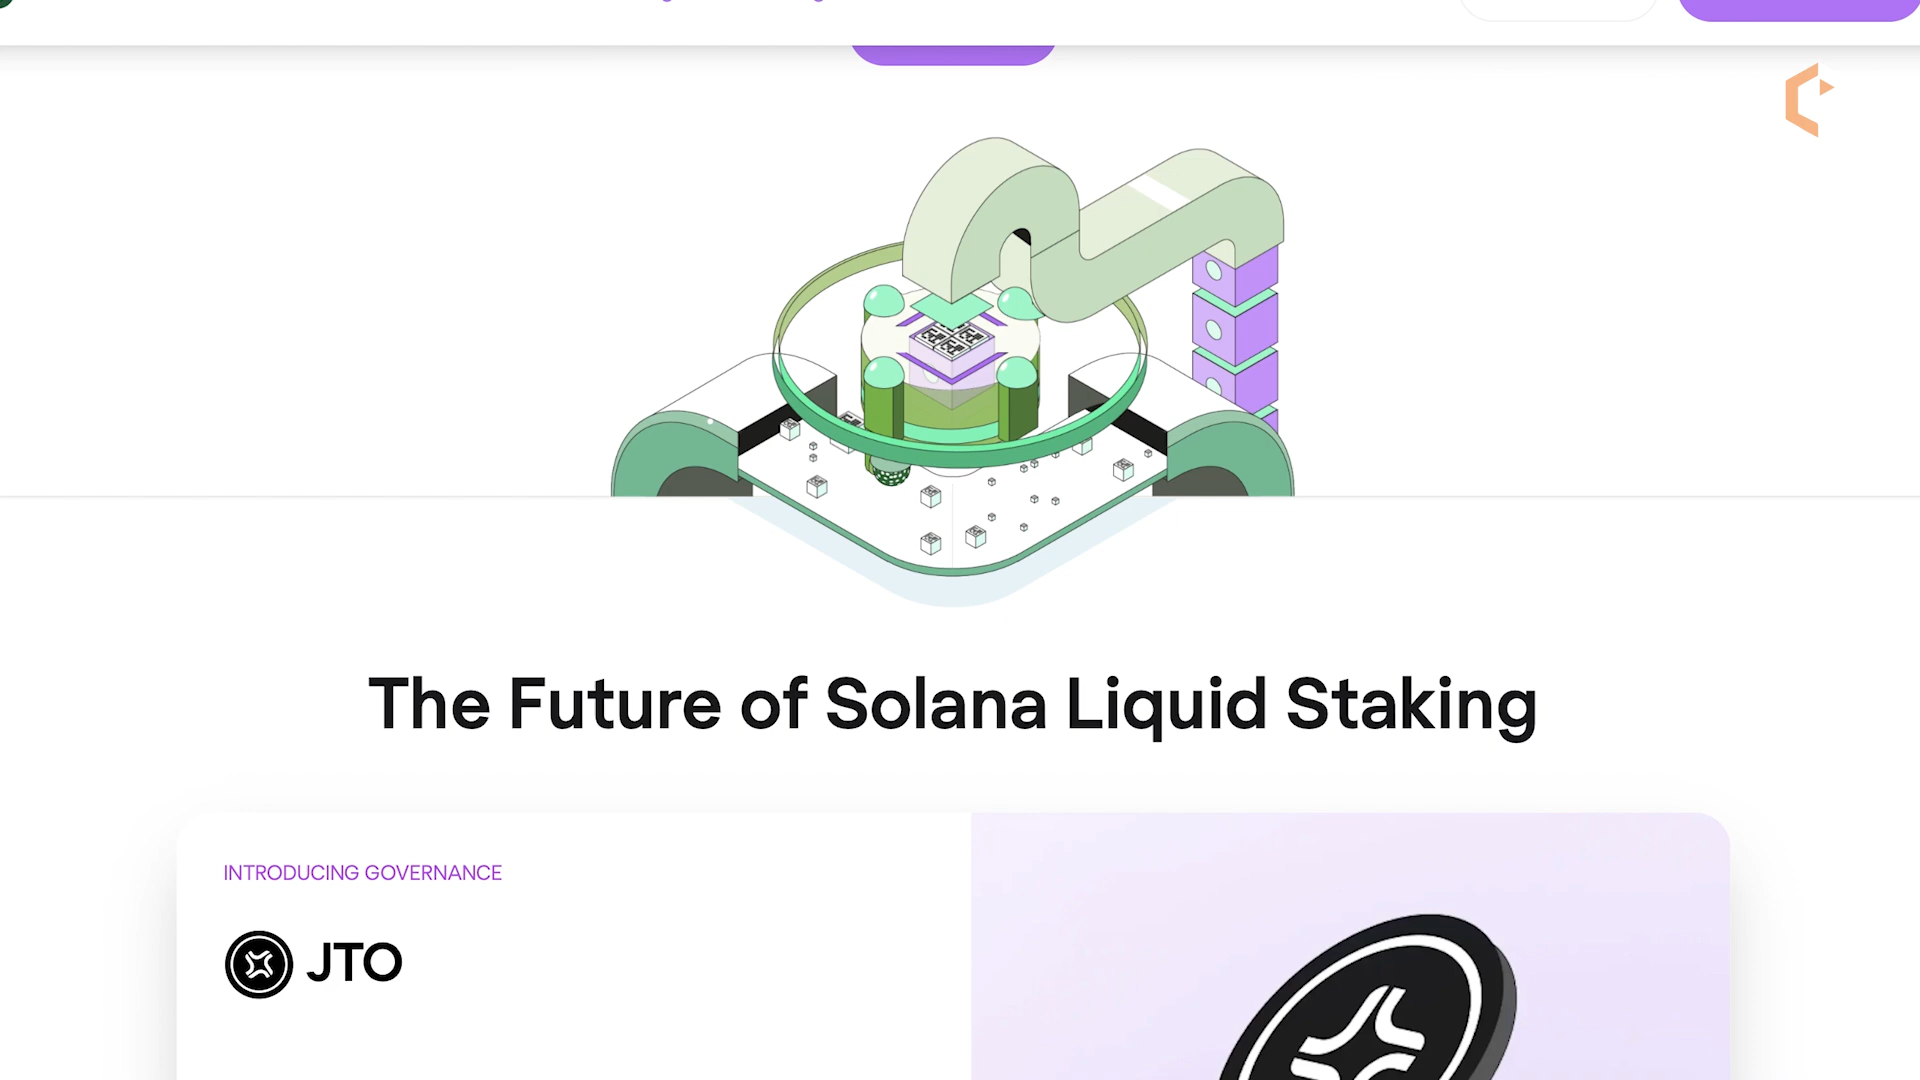 The Future of Solana Liquid Staking
INTRODUCING GOVERNANCE
JTO